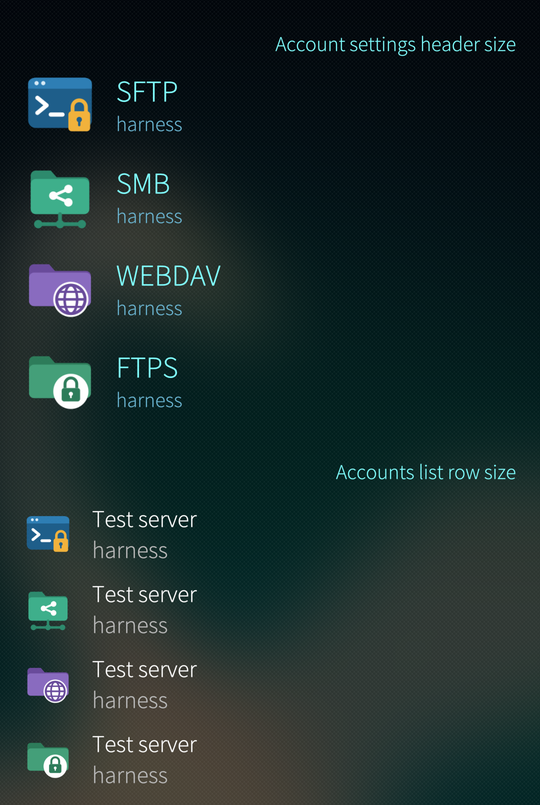 Account settings header size
SFTP
harness
SMB
harness
WEBDAV
harness
FTPS
harness
Accounts list row size
Test server
harness
Test server
harness
Test server
harness
Test server
harness